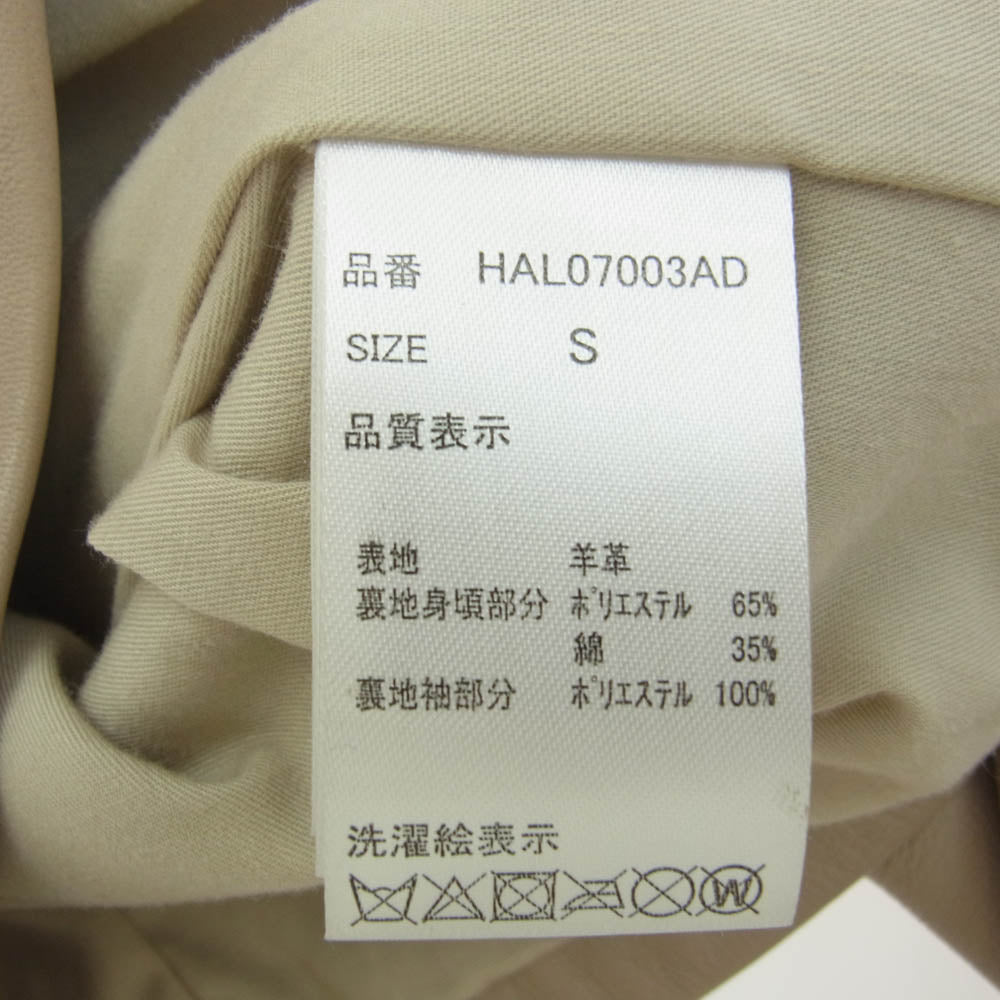 品番 HAL07003AD
SIZE S
品質表示
表地 羊革
裏地身頃部分 ﾎﾟﾘｴｽﾃﾙ 65%
綿 35%
裏地袖部分 ﾎﾟﾘｴｽﾃﾙ 100%
洗濯絵表示
W